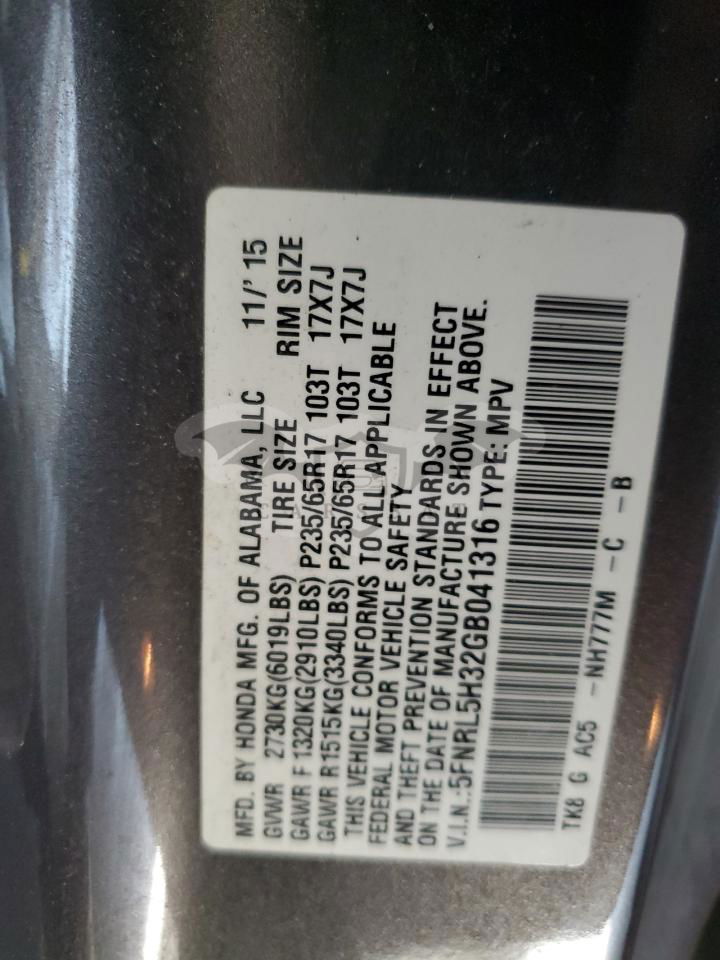 MFD. BY HONDA MFG. OF ALABAMA, LLC 11/' 15
GVWR 2730KG(6019LBS) TIRE SIZE RIM SIZE
GAWR F 1320KG(2910LBS) P235/65R17 103T 17X7J
GAWR R1515KG(3340LBS) P235/65R17 103T 17X7J
THIS VEHICLE CONFORMS TO ALL APPLICABLE
FEDERAL MOTOR VEHICLE SAFETY
AND THEFT PREVENTION STANDARDS IN EFFECT
ON THE DATE OF MANUFACTURE SHOWN ABOVE.
V.I.N.:5FNRL5H32GB041316 TYPE: MPV
TK8 G AC5 -NH777M - C - B